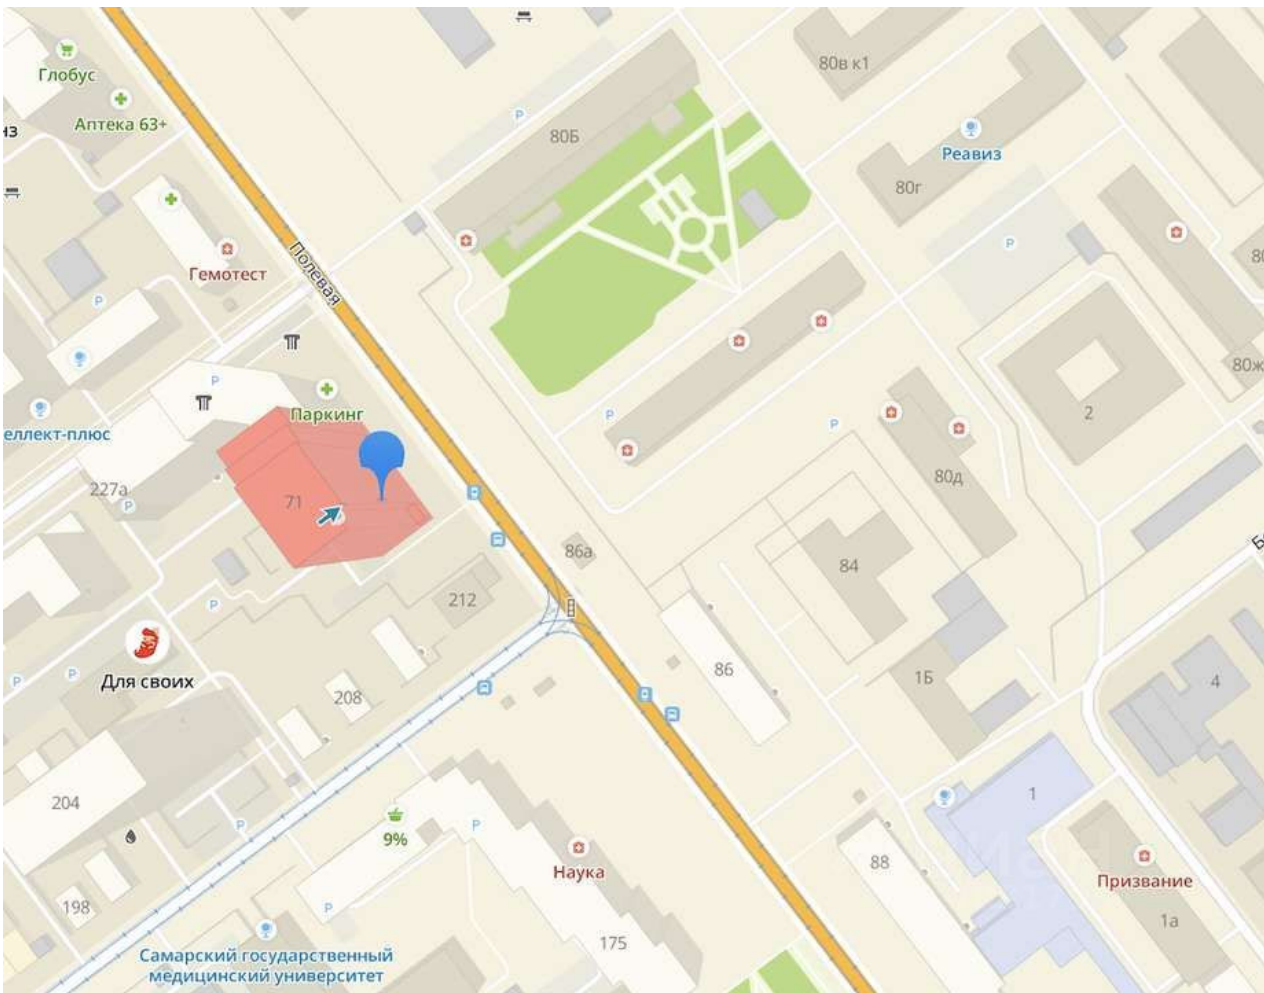 Глобус
Аптека 63+
80Б
80в к1
Реавиз
80г
Гемотест
Полевая
P
80ж
2
Паркинг
еллект-плюс
227а
71
80д
86а
84
212
Для своих
208
86
1Б
4
204
9%
1
Наука
88
Призвание
198
1а
175
Самарский государственный
медицинский университет